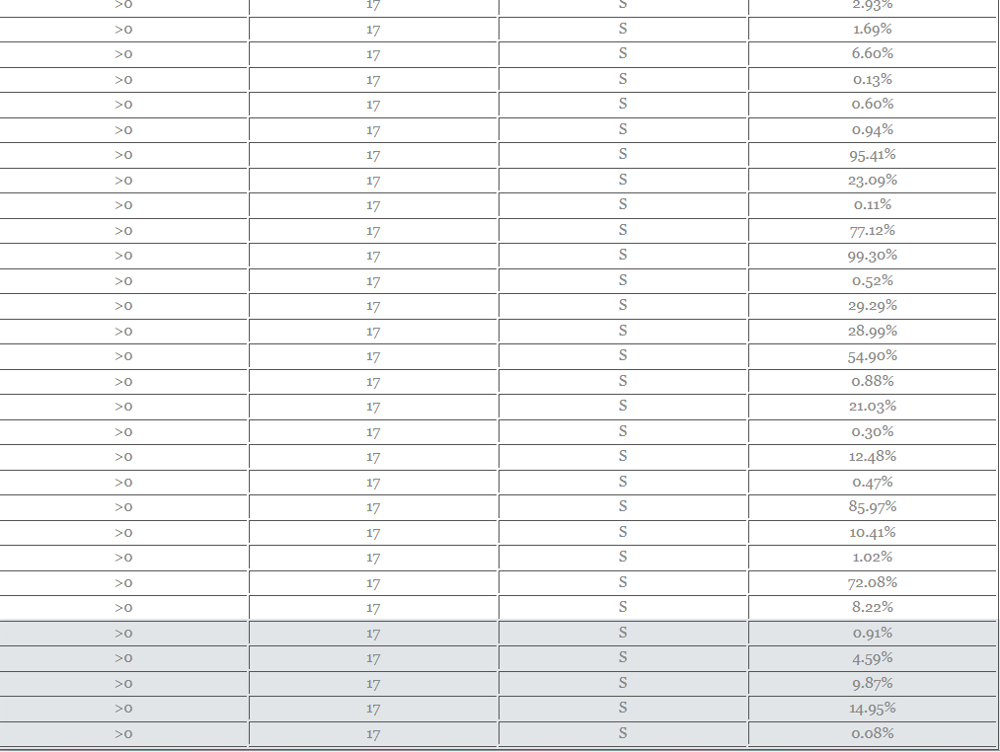 >0 17 S 2.93%
>0 17 S 1.69%
>0 17 S 6.60%
>0 17 S 0.13%
>0 17 S 0.60%
>0 17 S 0.94%
>0 17 S 95.41%
>0 17 S 23.09%
>0 17 S 0.11%
>0 17 S 77.12%
>0 17 S 99.30%
>0 17 S 0.52%
>0 17 S 29.29%
>0 17 S 28.99%
>0 17 S 54.90%
>0 17 S 0.88%
>0 17 S 21.03%
>0 17 S 0.30%
>0 17 S 12.48%
>0 17 S 0.47%
>0 17 S 85.97%
>0 17 S 10.41%
>0 17 S 1.02%
>0 17 S 72.08%
>0 17 S 8.22%
>0 17 S 0.91%
>0 17 S 4.59%
>0 17 S 9.87%
>0 17 S 14.95%
>0 17 S 0.08%